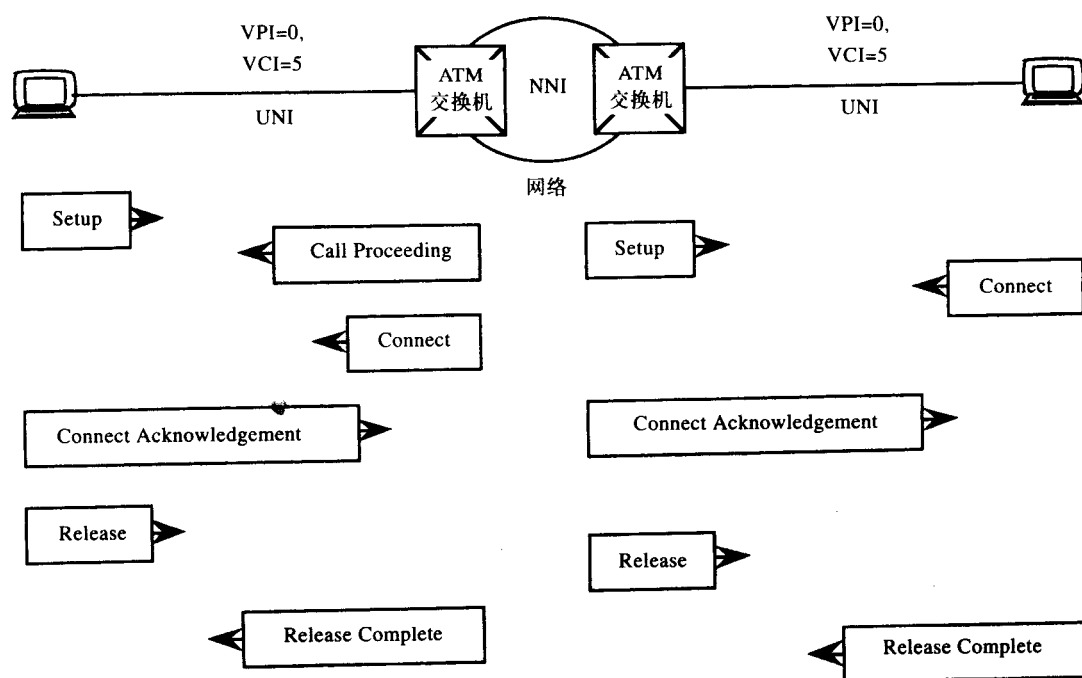 VPI=0,
VCI=5
UNI
ATM
交换机
NNI
ATM
交换机
VPI=0,
VCI=5
UNI
网络
Setup
Call Proceeding
Setup
Connect
Connect
Connect Acknowledgement
Connect Acknowledgement
Release
Release
Release Complete
Release Complete